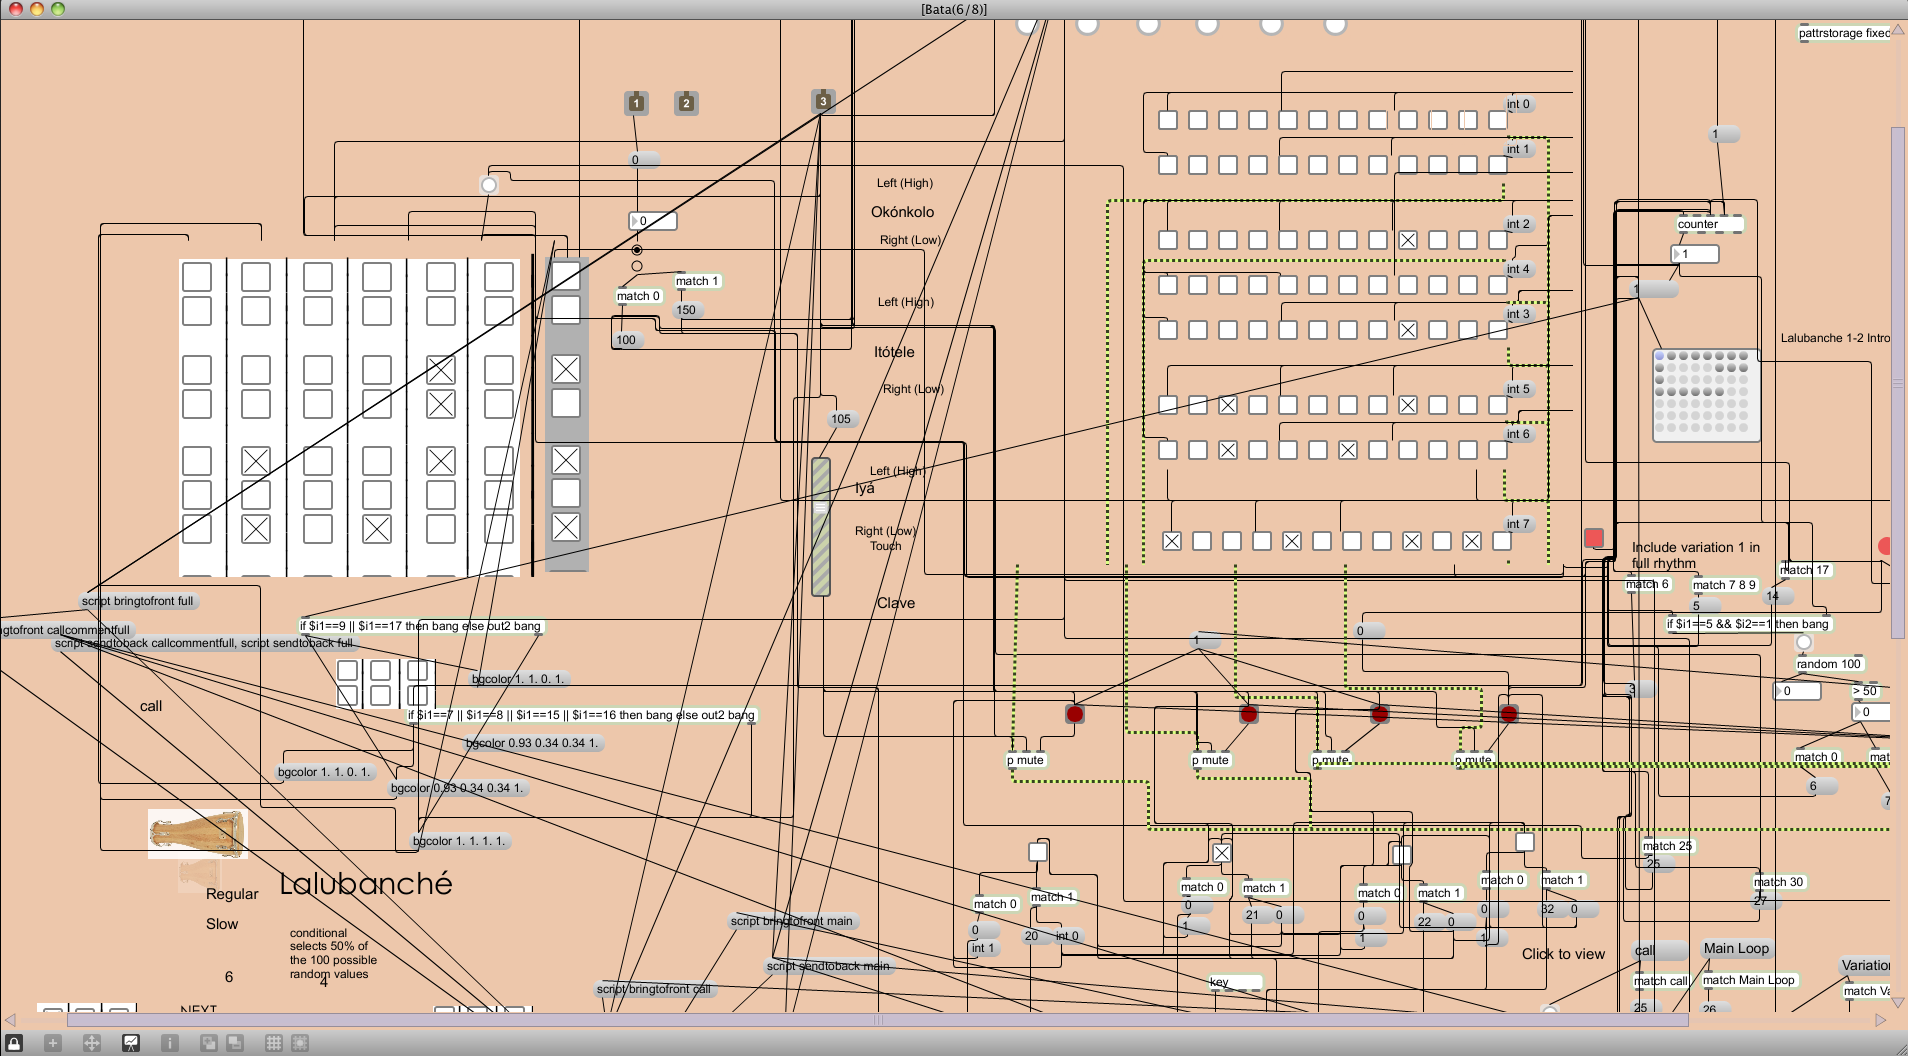 [Bata(6/8)]
pattrstorage fixed
1
2
3
int 0
int 1
1
0
Left (High)
Okónkolo
Right (Low)
0
int 2
counter
1
int 4
match 0
match 1
150
100
Left (High)
int 3
1
Lalubanche 1-2 Intro
Itótele
Right (Low)
int 5
105
int 6
Left (High)
Iyá
Right (Low)
Touch
int 7
Include variation 1 in
full rhythm
match 17
match 6
match 7 8 9
14
5
Clave
script bringtofront full
gtofront callcommentfull
script sendtoback callcommentfull, script sendtoback full
if $i1==9 || $i1==17 then bang else out2 bang
if $i1==5 && $i2==1 then bang
1
0
random 100
bgcolor 1. 1. 0. 1.
3
0
> 50
0
call
if $i1==7 || $i1==8 || $i1==15 || $i1==16 then bang else out2 bang
bgcolor 0.93 0.34 0.34 1.
p mute
p mute
p mute
p mute
match 0
mat
bgcolor 1. 1. 0. 1.
bgcolor 0.93 0.34 0.34 1.
6
7
bgcolor 1. 1. 1. 1.
match 25
25
Lalubanché
Regular
Slow
match 0
match 1
match 0
match 1
match 0
match 1
match 0
match 1
match 30
27
0
21
0
0
22
0
0
32
0
1
1
1
script bringtofront main
0
20
int 0
int 1
conditional
selects 50% of
the 100 possible
random values
6
4
script sendtoback main
script bringtofront call
key
Click to view
call
Main Loop
Variation
match call
match Main Loop
match Va
25
26
NEXT